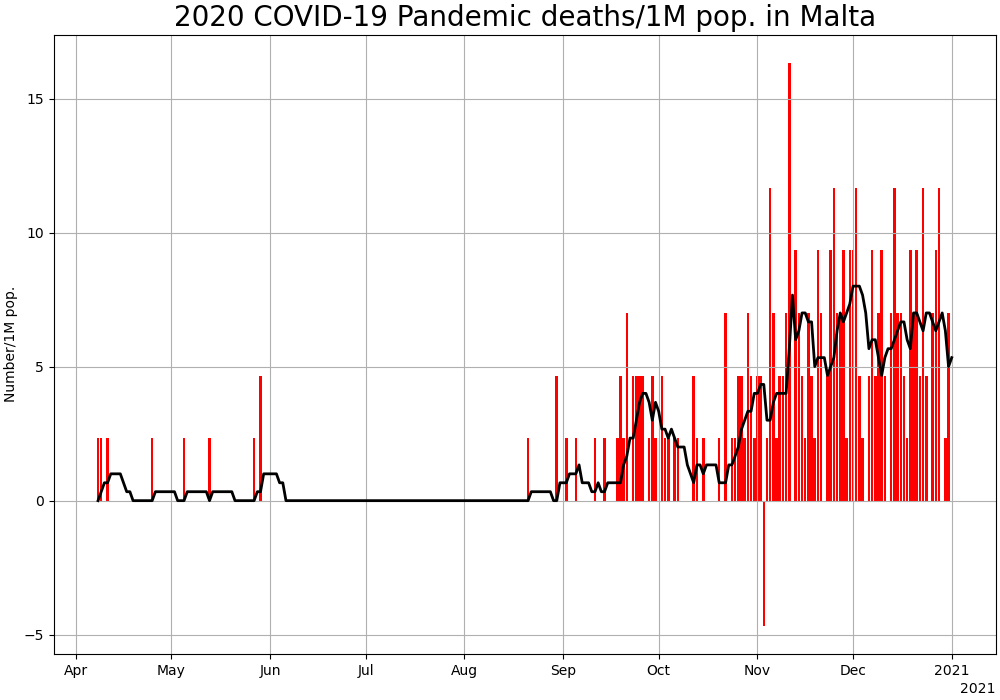 2020 COVID-19 Pandemic deaths/1M pop. in Malta
Number/1M pop.
15
10
5
0
−5
Apr May Jun Jul Aug Sep Oct Nov Dec 2021
2021